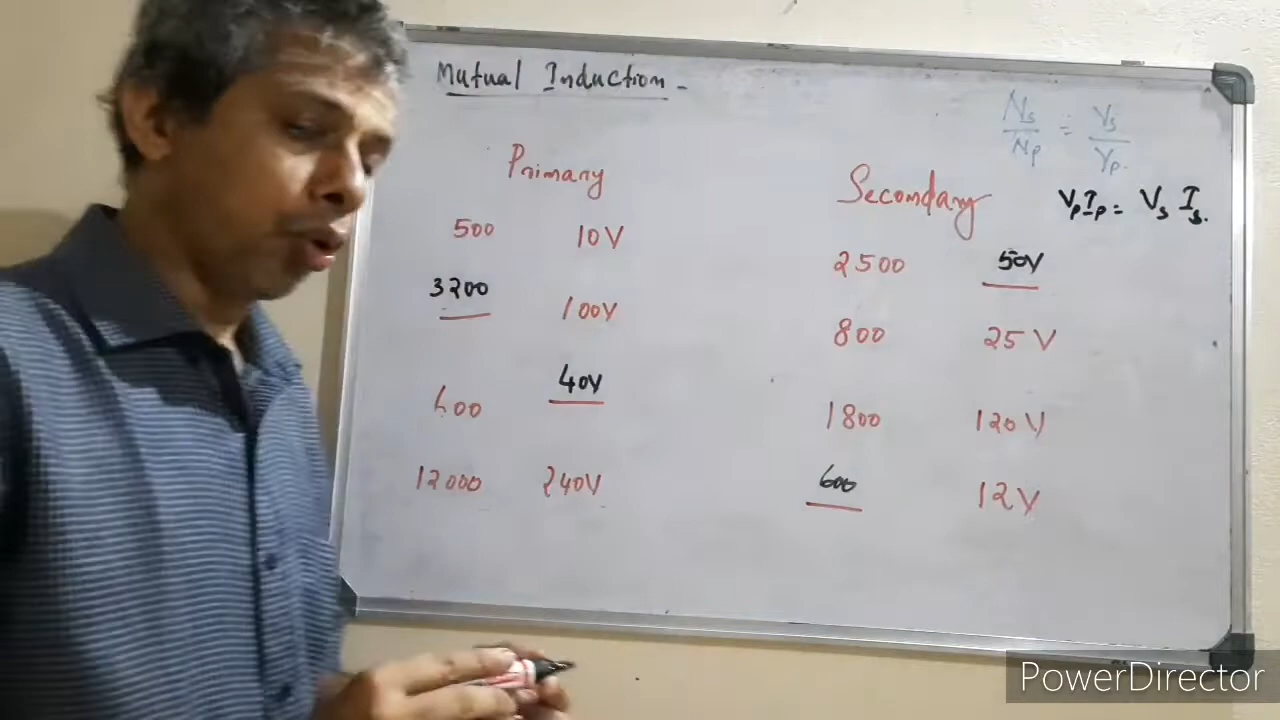 Mutual Induction -
Ns/Np = Vs/Vp.
Primary
Secondary
VpIp = Vs Is.
500 10V 2500 50V
3200 100V 800 25V
600 40V 1800 120V
12000 240V 600 12V
PowerDirector